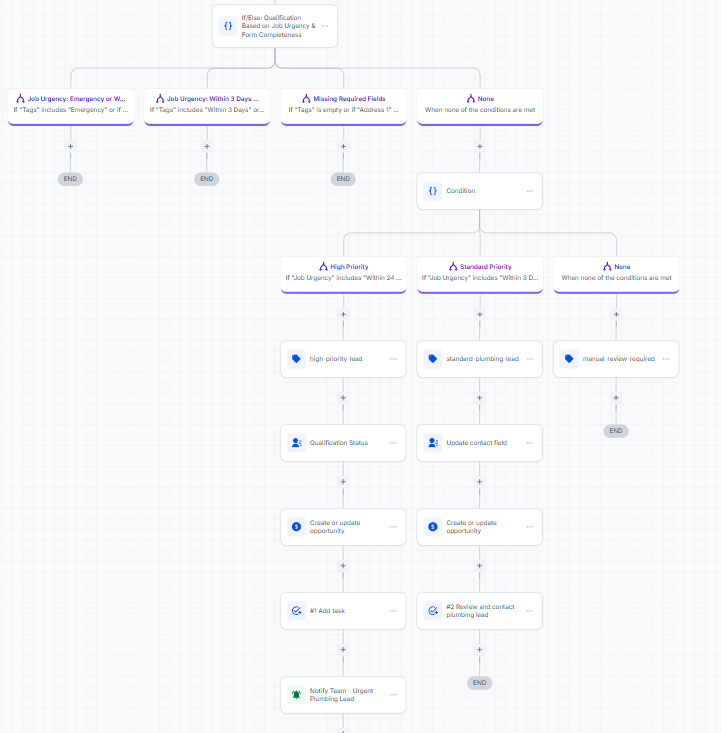 If/Else: Qualification
Based on Job Urgency &
Form Completeness
Job Urgency: Emergency or W...
If "Tags" includes "Emergency" or if ...
Job Urgency: Within 3 Days ...
If "Tags" includes "Within 3 Days" or...
Missing Required Fields
If "Tags" is empty or if "Address 1" ...
None
When none of the conditions are met
END
END
END
Condition
High Priority
If "Job Urgency" includes "Within 24 ...
Standard Priority
If "Job Urgency" includes "Within 3 D...
None
When none of the conditions are met
high-priority-lead
standard-plumbing-lead
manual-review-required
Qualification Status
Update contact field
END
Create or update
opportunity
Create or update
opportunity
#1 Add task
#2 Review and contact
plumbing lead
Notify Team - Urgent
Plumbing Lead
END